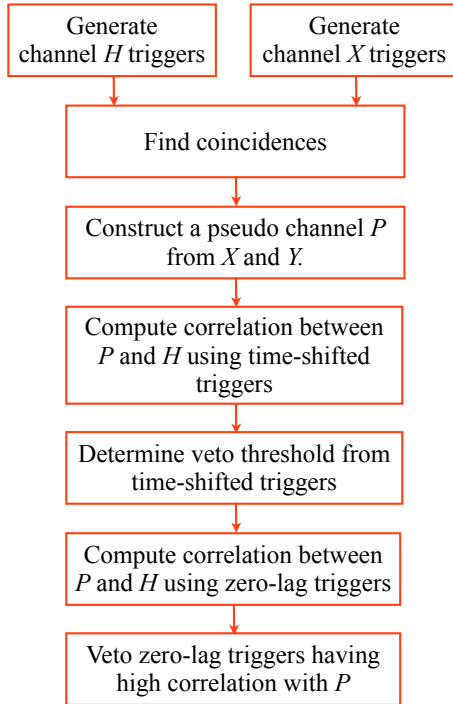 Generate
channel H triggers
Generate
channel X triggers
Find coincidences
Construct a pseudo channel P
from X and Y.
Compute correlation between
P and H using time-shifted
triggers
Determine veto threshold from
time-shifted triggers
Compute correlation between
P and H using zero-lag triggers
Veto zero-lag triggers having
high correlation with P